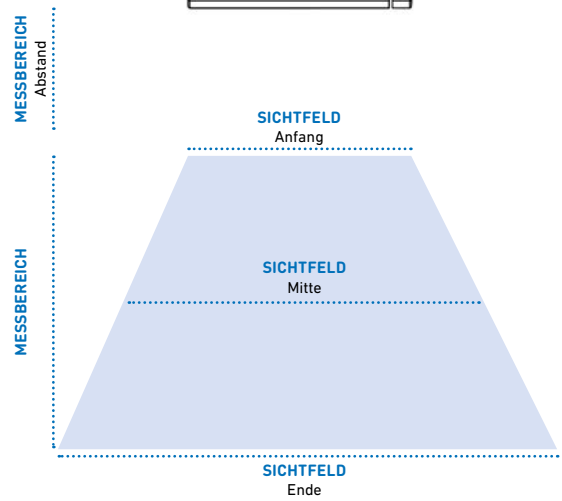 MESSBEREICH
Abstand
SICHTFELD
Anfang
MESSBEREICH
SICHTFELD
Mitte
SICHTFELD
Ende